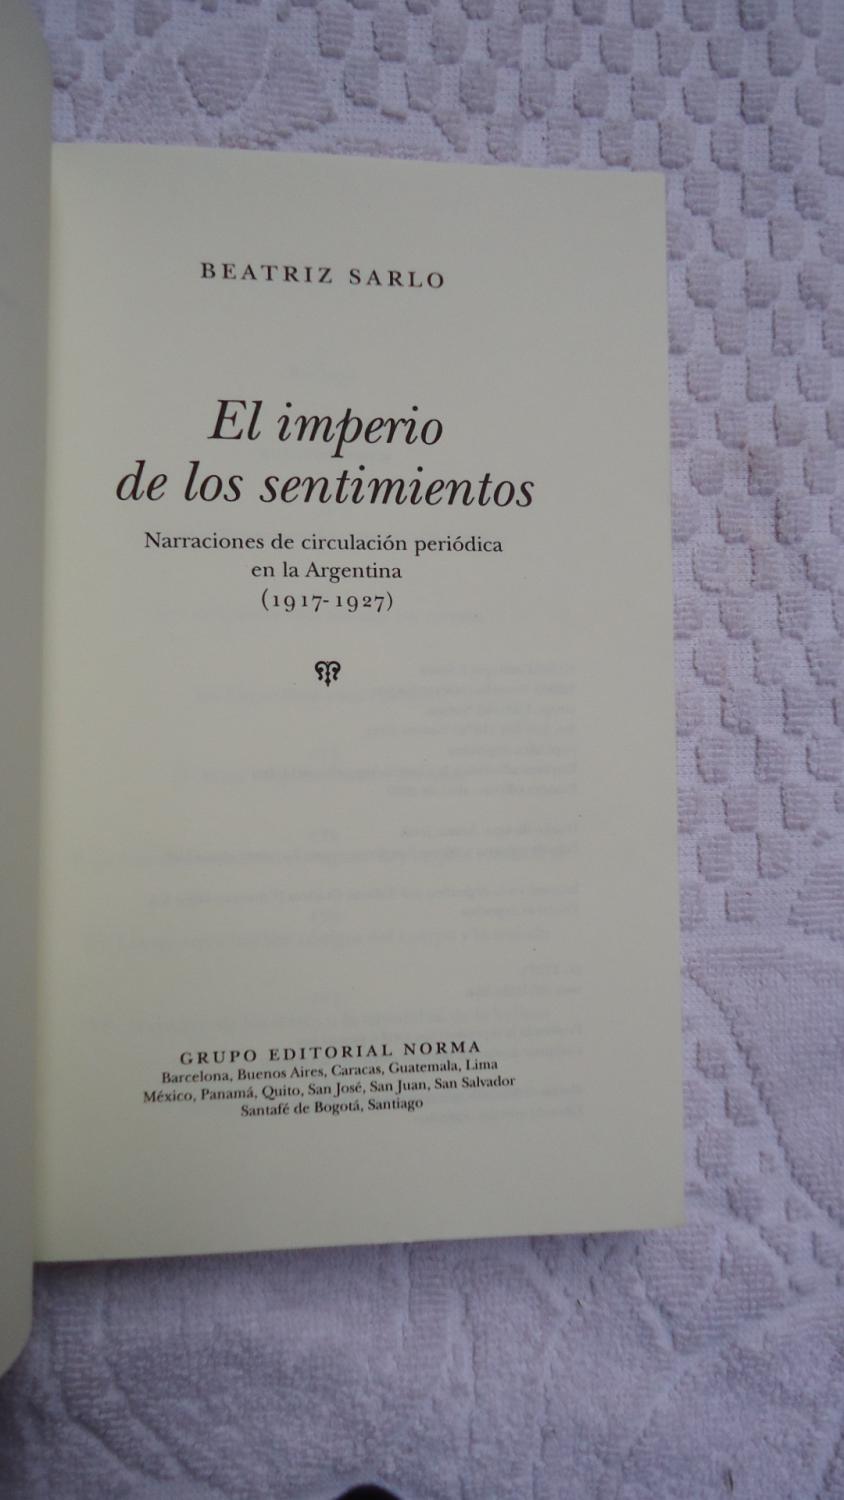 BEATRIZ SARLO
El imperio
de los sentimientos
Narraciones de circulación periódica
en la Argentina
(1917-1927)
GRUPO EDITORIAL NORMA
Barcelona, Buenos Aires, Caracas, Guatemala, Lima
México, Panamá, Quito, San José, San Juan, San Salvador
Santafé de Bogotá, Santiago